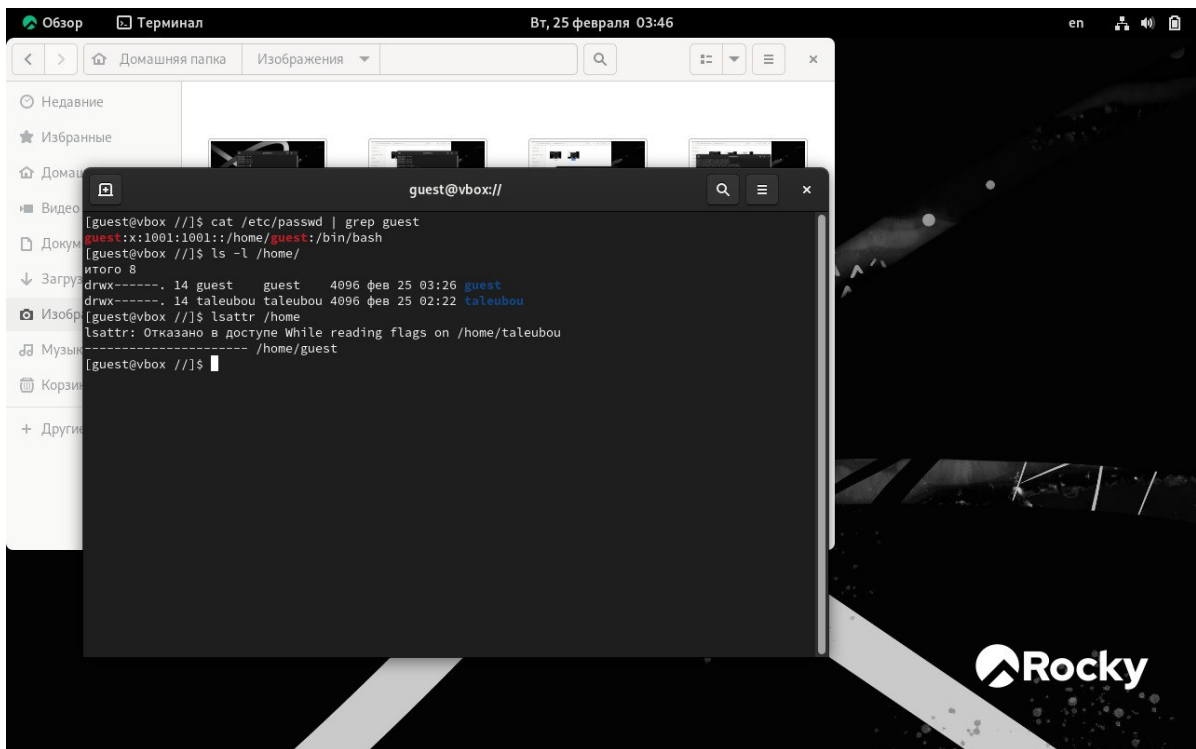 Обзор Терминал Вт, 25 февраля 03:46 en
Домашняя папка Изображения
Недавние
Избранные
Домаш
guest@vbox://
Видео
[guest@vbox //]$ cat /etc/passwd | grep guest
guest:x:1001:1001::/home/guest:/bin/bash
Докум
[guest@vbox //]$ ls -l /home/
итого 8
Загруз
drwx------. 14 guest    guest    4096 фев 25 03:26 guest
drwx------. 14 taleubou taleubou 4096 фев 25 02:22 taleubou
Изобра
[guest@vbox //]$ lsattr /home
lsattr: Отказано в доступе While reading flags on /home/taleubou
Музык
---------------------- /home/guest
[guest@vbox //]$
Корзин
+ Другие
Rocky